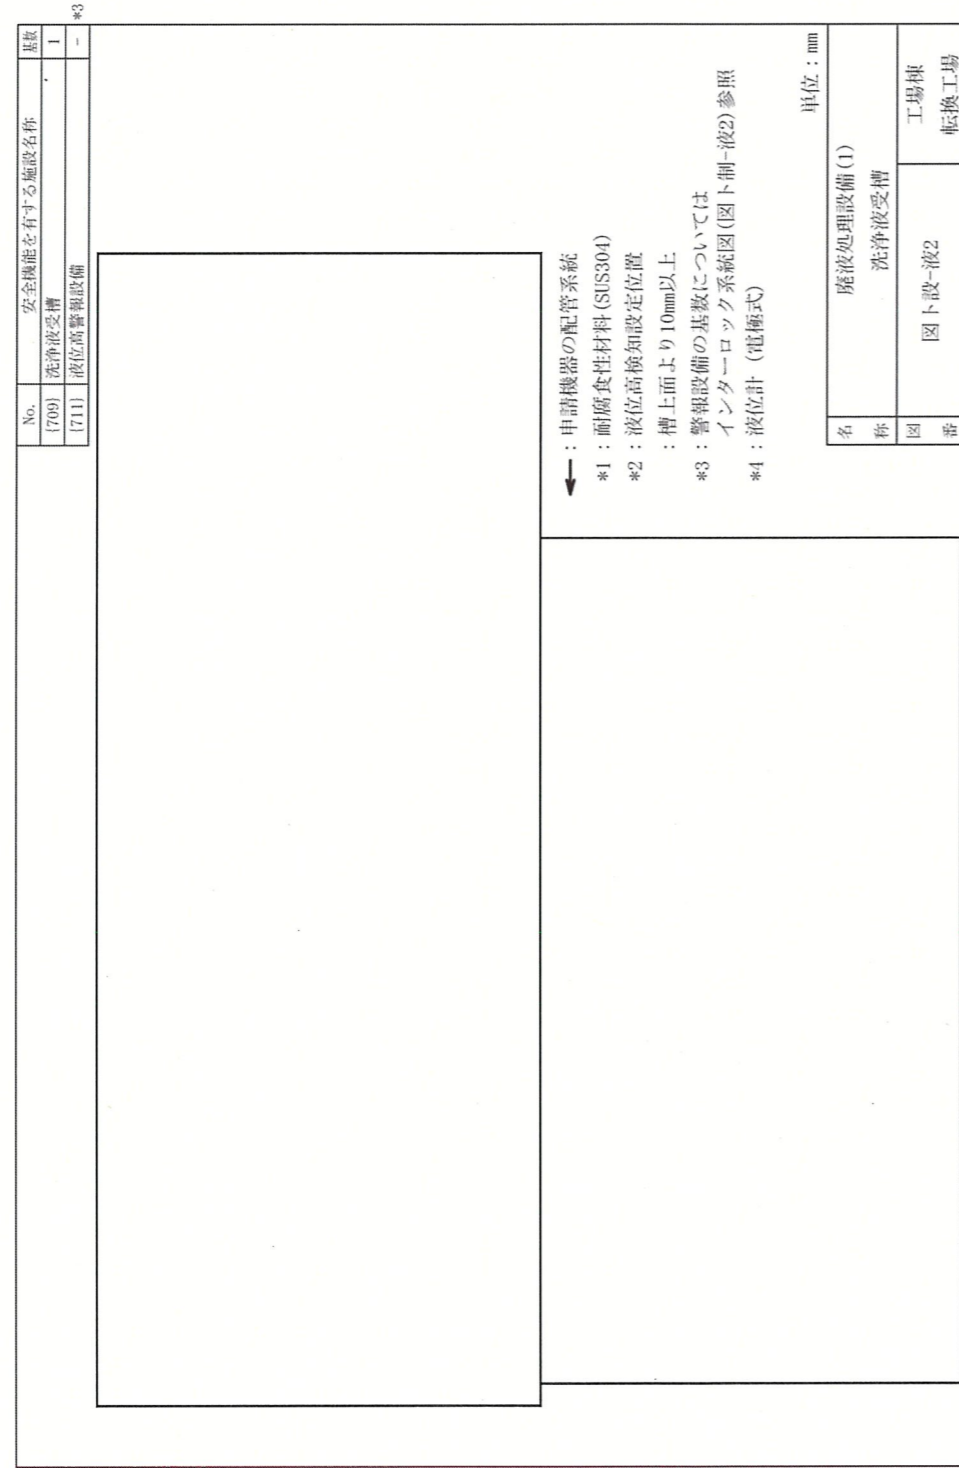 No. 安全機能を有する施設名称 基数
{709} 洗浄液受槽 1
{711} 液位高警報設備 − *3
←：申請機器の配管系統
*1：耐腐食性材料(SUS304)
*2：液位高検知設定位置
：槽上面より10mm以上
*3：警報設備の基数については
インターロック系統図(図ト制-液2)参照
*4：液位計（電極式）
単位：mm
名称 廃液処理設備(1)
洗浄液受槽
図番 図ト設-液2 工場棟
転換工場